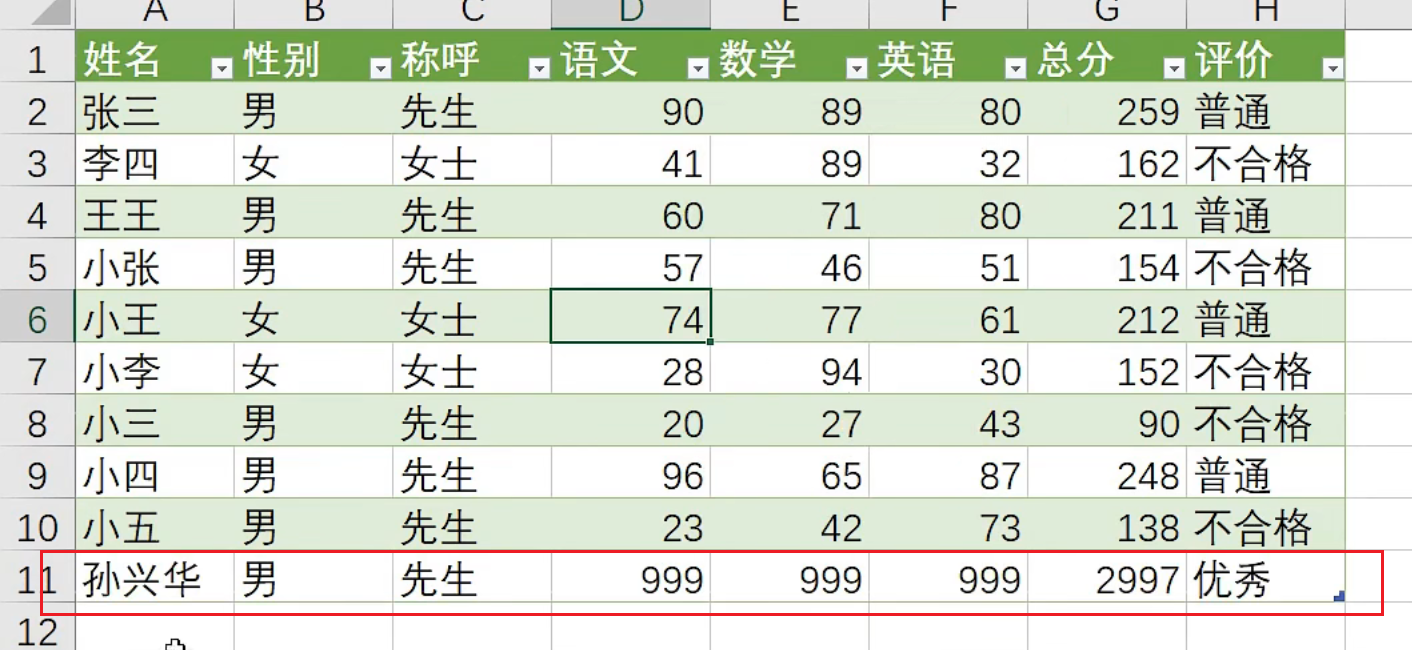 A B C D E F G H
1 姓名 性别 称呼 语文 数学 英语 总分 评价
2 张三 男 先生 90 89 80 259 普通
3 李四 女 女士 41 89 32 162 不合格
4 王王 男 先生 60 71 80 211 普通
5 小张 男 先生 57 46 51 154 不合格
6 小王 女 女士 74 77 61 212 普通
7 小李 女 女士 28 94 30 152 不合格
8 小三 男 先生 20 27 43 90 不合格
9 小四 男 先生 96 65 87 248 普通
10 小五 男 先生 23 42 73 138 不合格
11 孙兴华 男 先生 999 999 999 2997 优秀
12